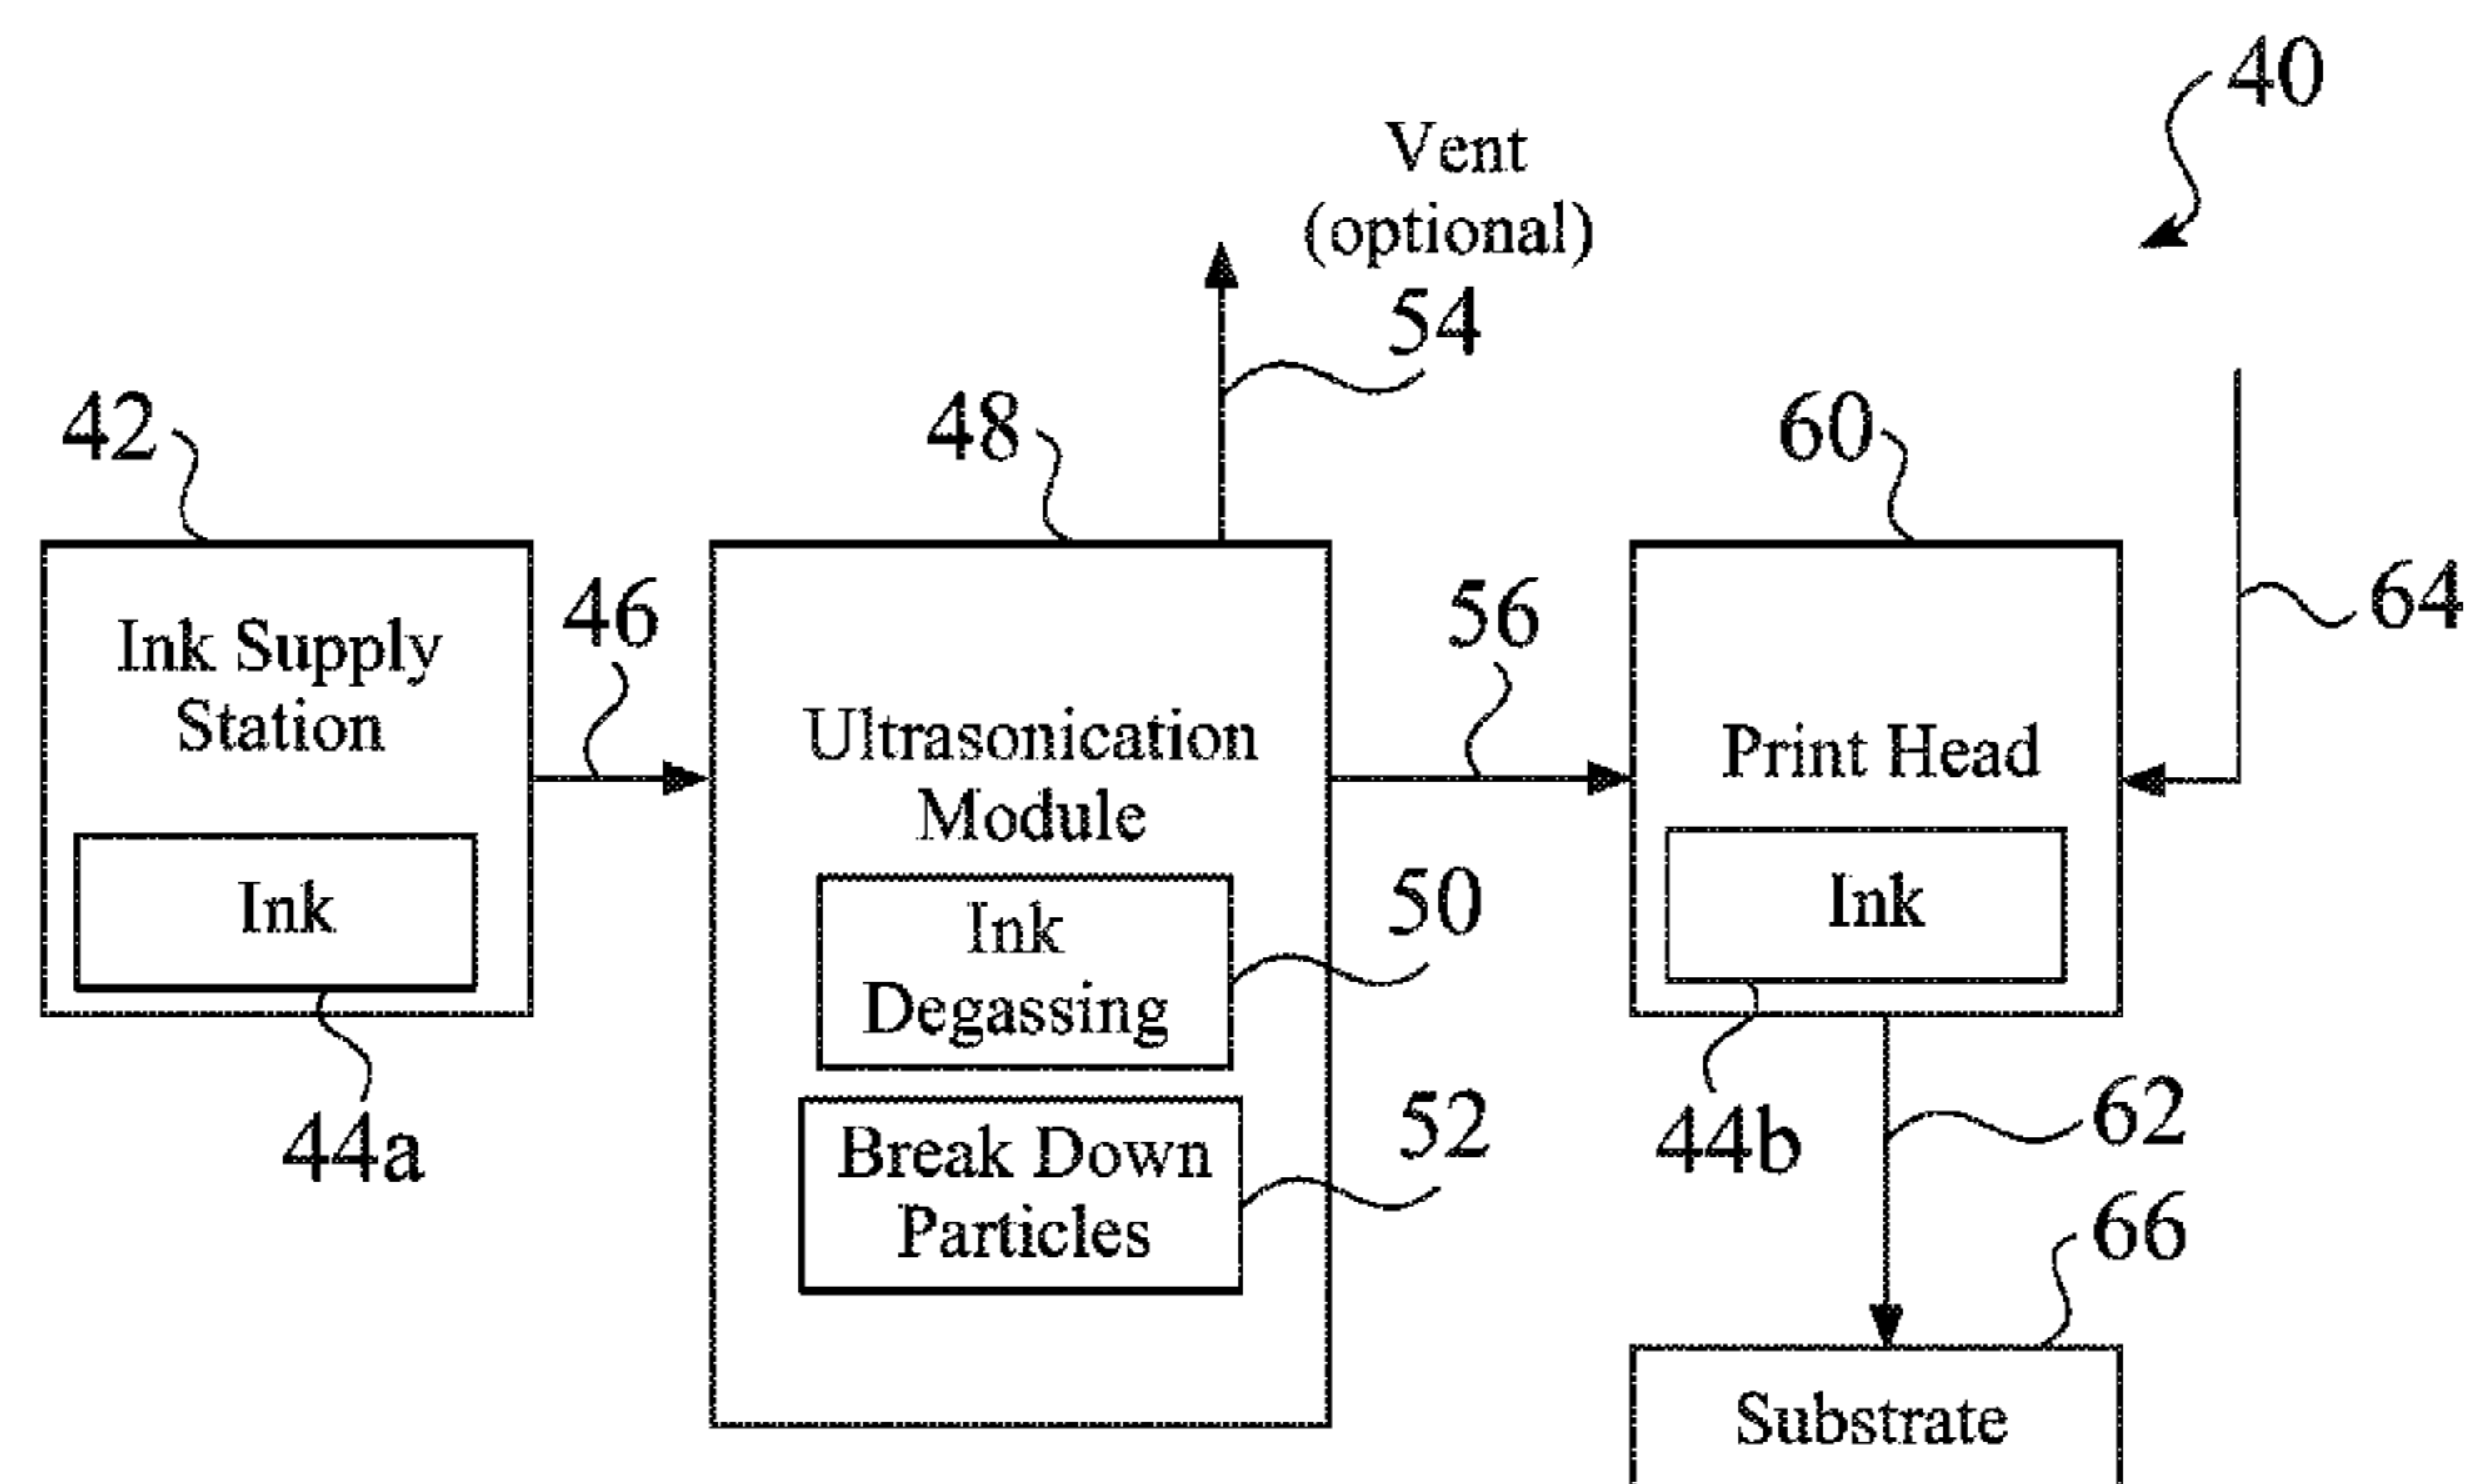 40
Vent
(optional)
54
42
48
60
64
Ink Supply
Station
46
56
Ultrasonication
Module
Print Head
Ink
Ink
Degassing
50
Ink
44a
Break Down
Particles
52
44b
62
66
Substrate